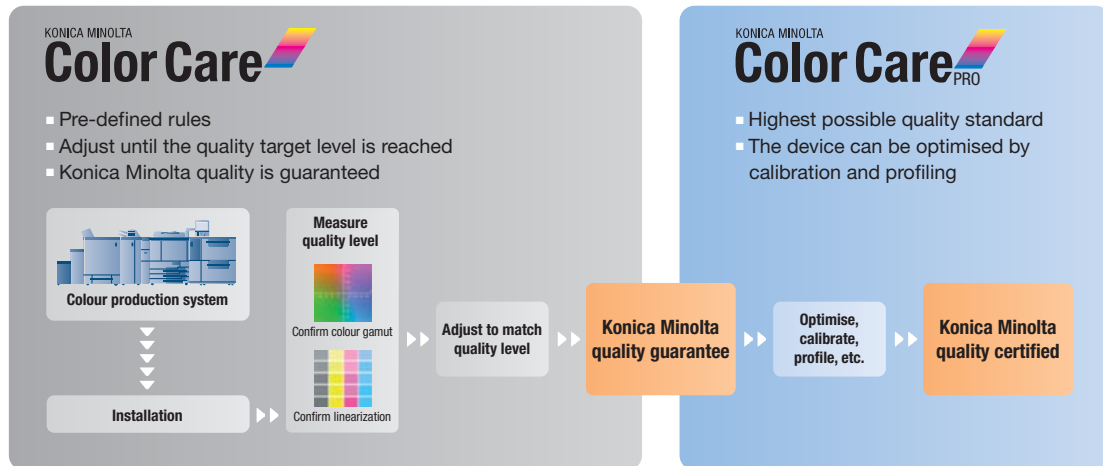 KONICA MINOLTA
Color Care
Pre-defined rules
Adjust until the quality target level is reached
Konica Minolta quality is guaranteed
Colour production system
Installation
Measure
quality level
Confirm colour gamut
Confirm linearization
Adjust to match
quality level
Konica Minolta
quality guarantee
KONICA MINOLTA
Color Care
PRO
Highest possible quality standard
The device can be optimised by
calibration and profiling
Optimise,
calibrate,
profile, etc.
Konica Minolta
quality certified